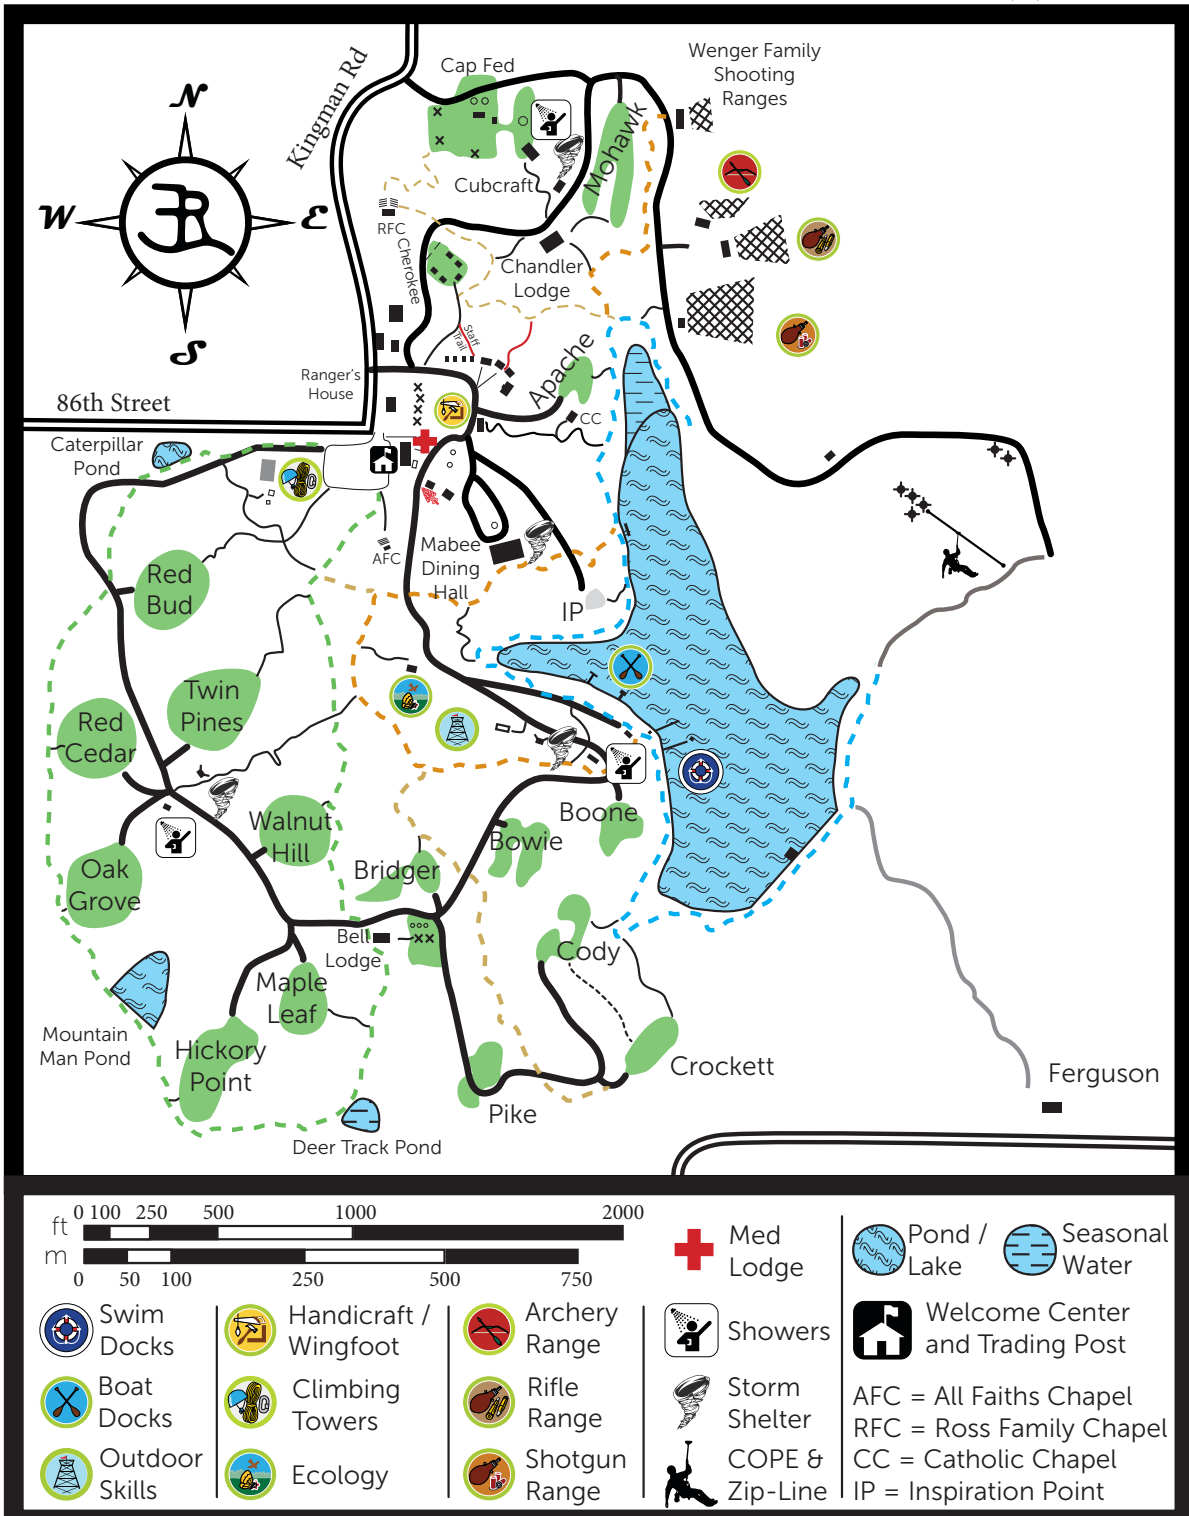 Kingman Rd
Cap Fed
Wenger Family
Shooting
Ranges
N
W
E
S
Mohawk
Cubcraft
RFC
Cherokee
Chandler
Lodge
Staff
Trail
Apache
Ranger's
House
86th Street
CC
Caterpillar
Pond
AFC
Mabee
Dining
Hall
IP
Red
Bud
Twin
Pines
Red
Cedar
Walnut
Hill
Boone
Bowie
Oak
Grove
Bridger
Bell
Lodge
Cody
Maple
Leaf
Mountain
Man Pond
Hickory
Point
Crockett
Pike
Ferguson
Deer Track Pond
0 100 250 500 1000 2000
ft
m
0 50 100 250 500 750
Med
Lodge
Pond /
Lake
Seasonal
Water
Swim
Docks
Handicraft /
Wingfoot
Archery
Range
Showers
Welcome Center
and Trading Post
Boat
Docks
Climbing
Towers
Rifle
Range
Storm
Shelter
Outdoor
Skills
Ecology
Shotgun
Range
COPE &
Zip-Line
AFC = All Faiths Chapel
RFC = Ross Family Chapel
CC = Catholic Chapel
IP = Inspiration Point